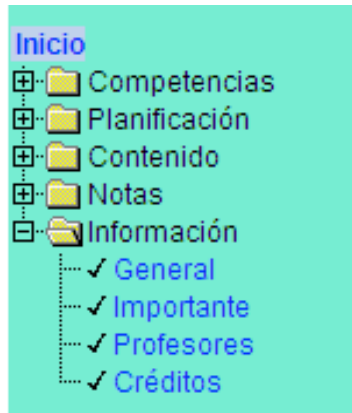 Inicio
Competencias
Planificación
Contenido
Notas
Información
General
Importante
Profesores
Créditos